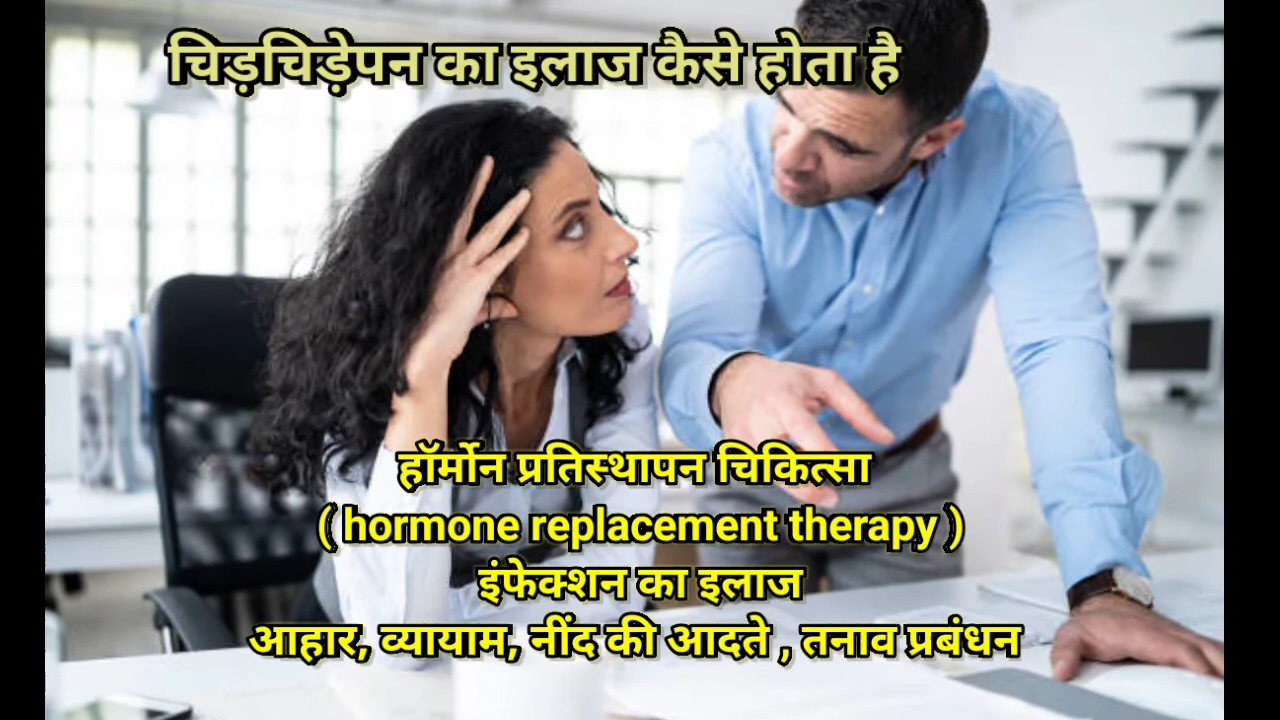 चिड़चिड़ेपन का इलाज कैसे होता है
हॉर्मोन प्रतिस्थापन चिकित्सा
( hormone replacement therapy )
इंफेक्शन का इलाज
आहार, व्यायाम, नींद की आदते , तनाव प्रबंधन